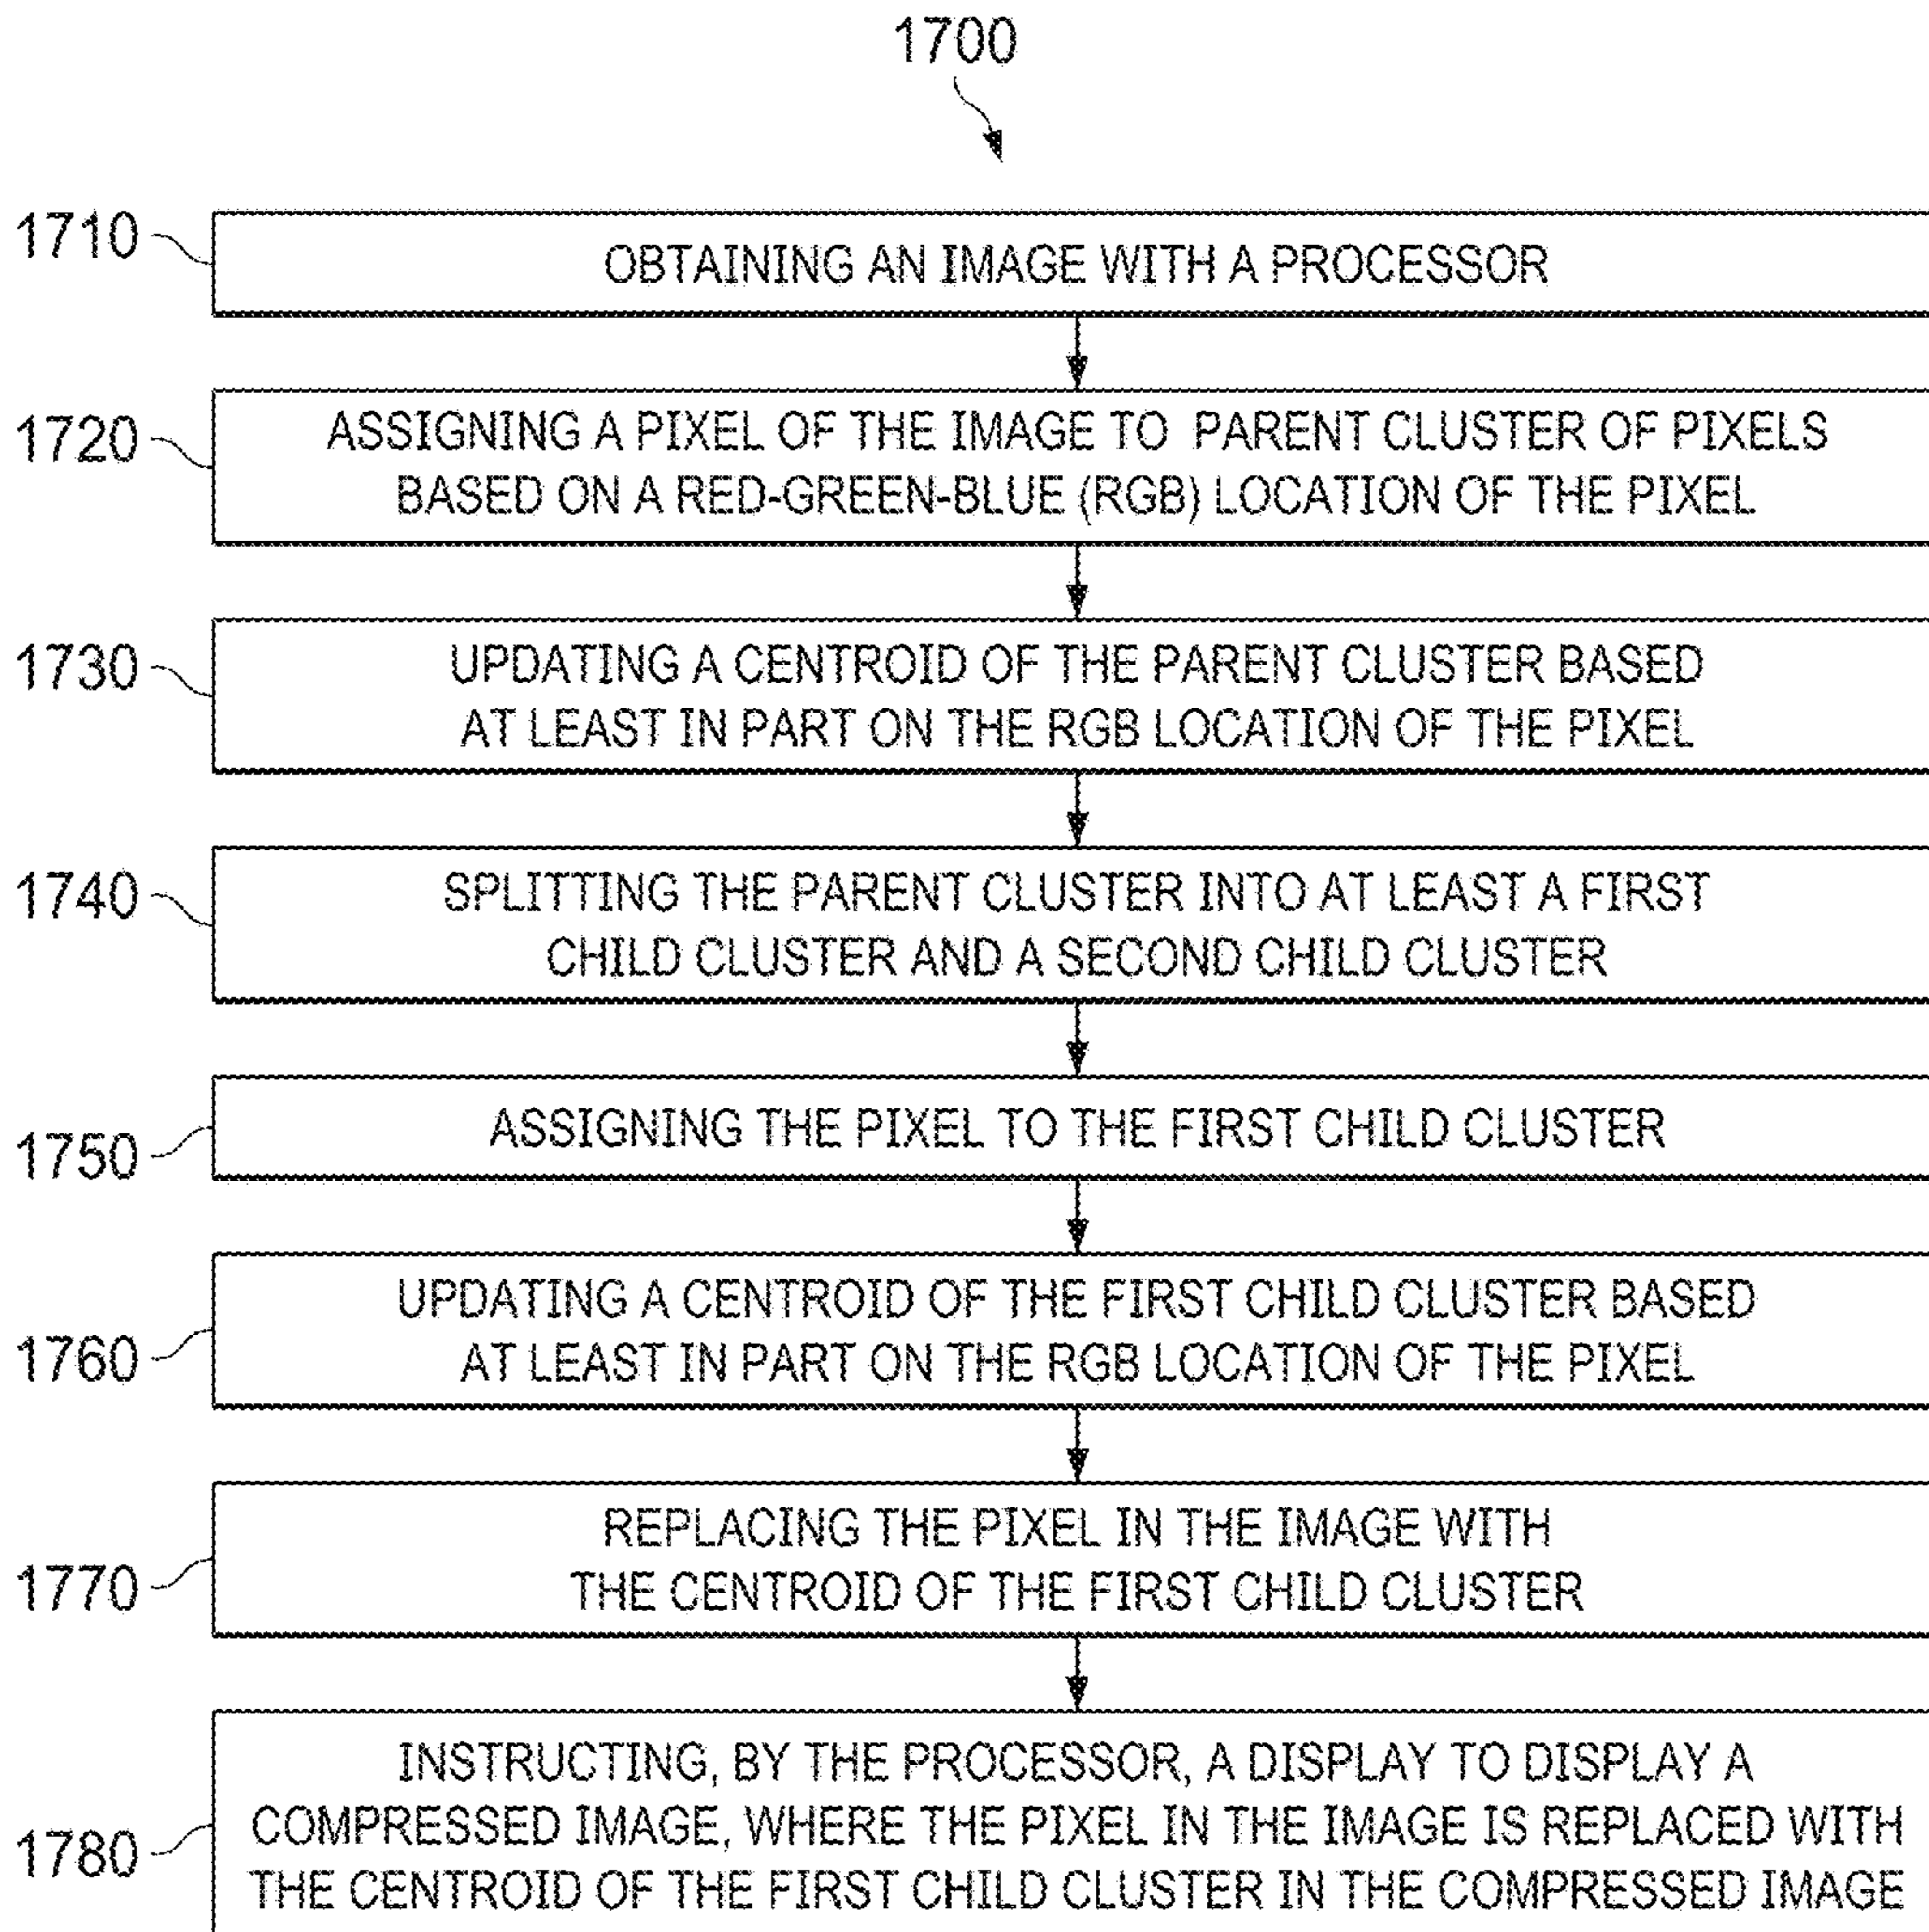 1700
1710
OBTAINING AN IMAGE WITH A PROCESSOR
1720
ASSIGNING A PIXEL OF THE IMAGE TO PARENT CLUSTER OF PIXELS
BASED ON A RED-GREEN-BLUE (RGB) LOCATION OF THE PIXEL
1730
UPDATING A CENTROID OF THE PARENT CLUSTER BASED
AT LEAST IN PART ON THE RGB LOCATION OF THE PIXEL
1740
SPLITTING THE PARENT CLUSTER INTO AT LEAST A FIRST
CHILD CLUSTER AND A SECOND CHILD CLUSTER
1750
ASSIGNING THE PIXEL TO THE FIRST CHILD CLUSTER
1760
UPDATING A CENTROID OF THE FIRST CHILD CLUSTER BASED
AT LEAST IN PART ON THE RGB LOCATION OF THE PIXEL
1770
REPLACING THE PIXEL IN THE IMAGE WITH
THE CENTROID OF THE FIRST CHILD CLUSTER
1780
INSTRUCTING, BY THE PROCESSOR, A DISPLAY TO DISPLAY A
COMPRESSED IMAGE, WHERE THE PIXEL IN THE IMAGE IS REPLACED WITH
THE CENTROID OF THE FIRST CHILD CLUSTER IN THE COMPRESSED IMAGE